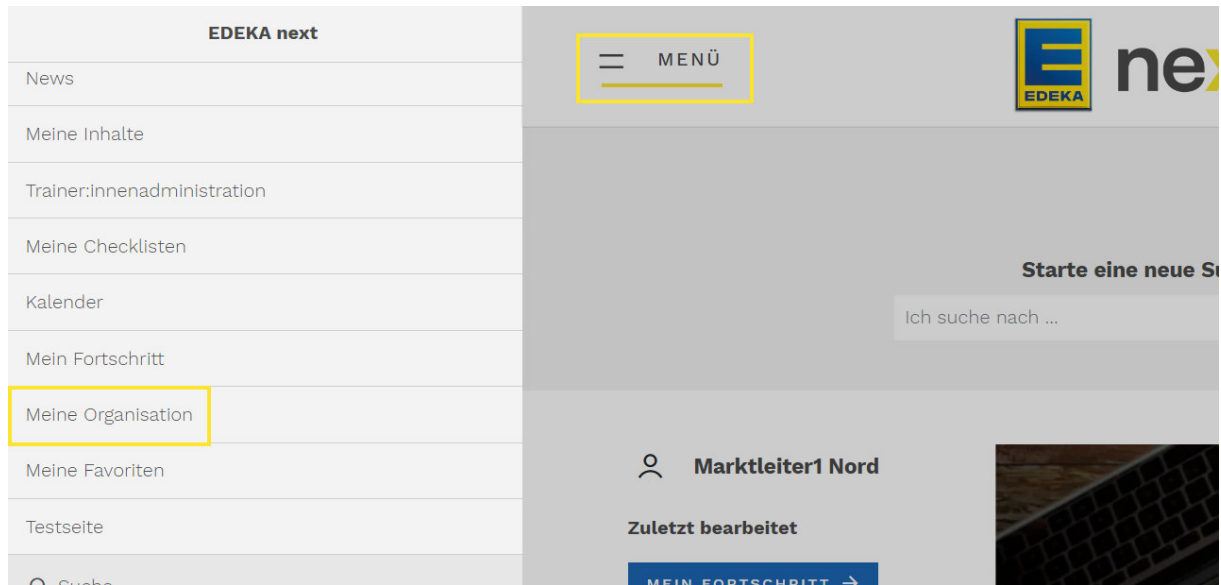 EDEKA next
News
Meine Inhalte
Trainer:innenadministration
Meine Checklisten
Kalender
Mein Fortschritt
Meine Organisation
Meine Favoriten
Testseite
Suche
MENÜ
EDEKA
Starte eine neue
Ich suche nach ...
Marktleiter1 Nord
Zuletzt bearbeitet
MEIN FORTSCHRITT